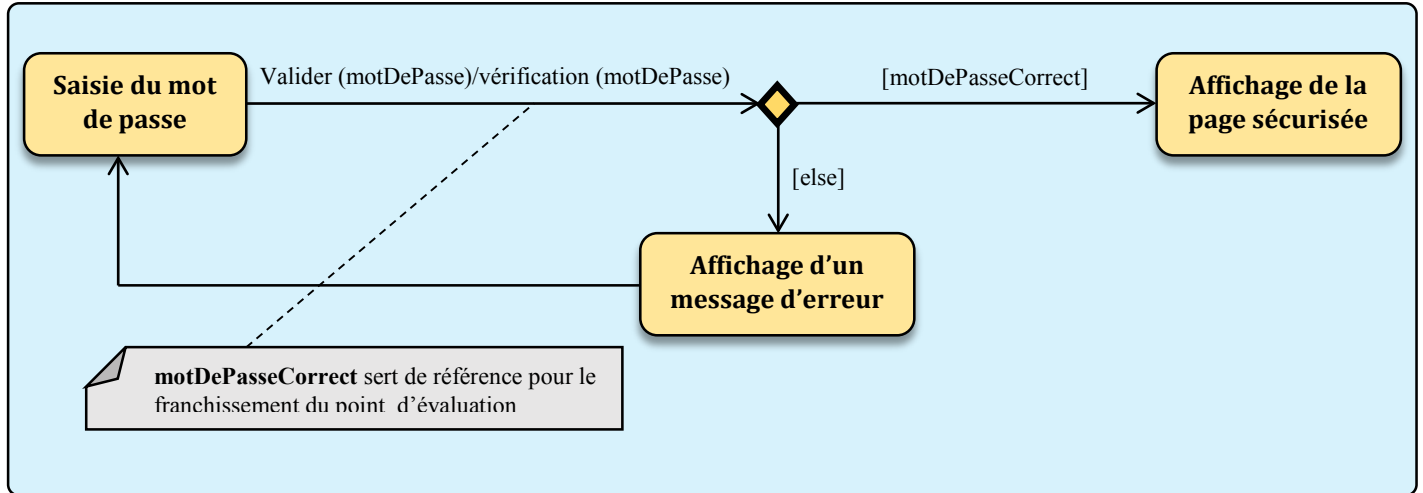 Saisie du mot
de passe
Valider (motDePasse)/vérification (motDePasse)
[motDePasseCorrect]
Affichage de la
page sécurisée
[else]
Affichage d'un
message d'erreur
motDePasseCorrect sert de référence pour le
franchissement du point d'évaluation